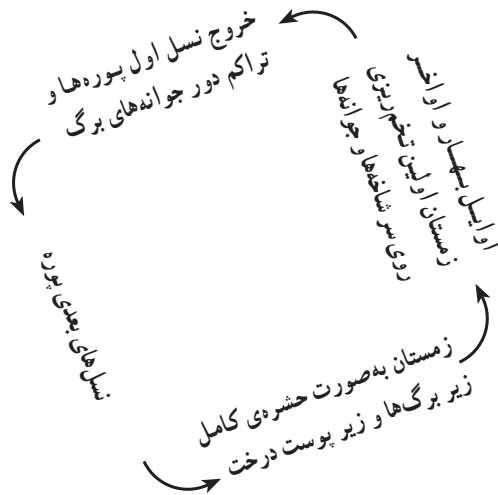 خروج نسل اول پوره‌ها و
تراکم دور جوانه‌های برگ
اوایل بهار و اواخر
زمستان اولین تخم‌ریزی
روی سر شاخه‌ها و جوانه‌ها
نسل‌های بعدی پوره
زمستان به‌صورت حشره‌ی کامل
زیر برگ‌ها و زیر پوست درخت